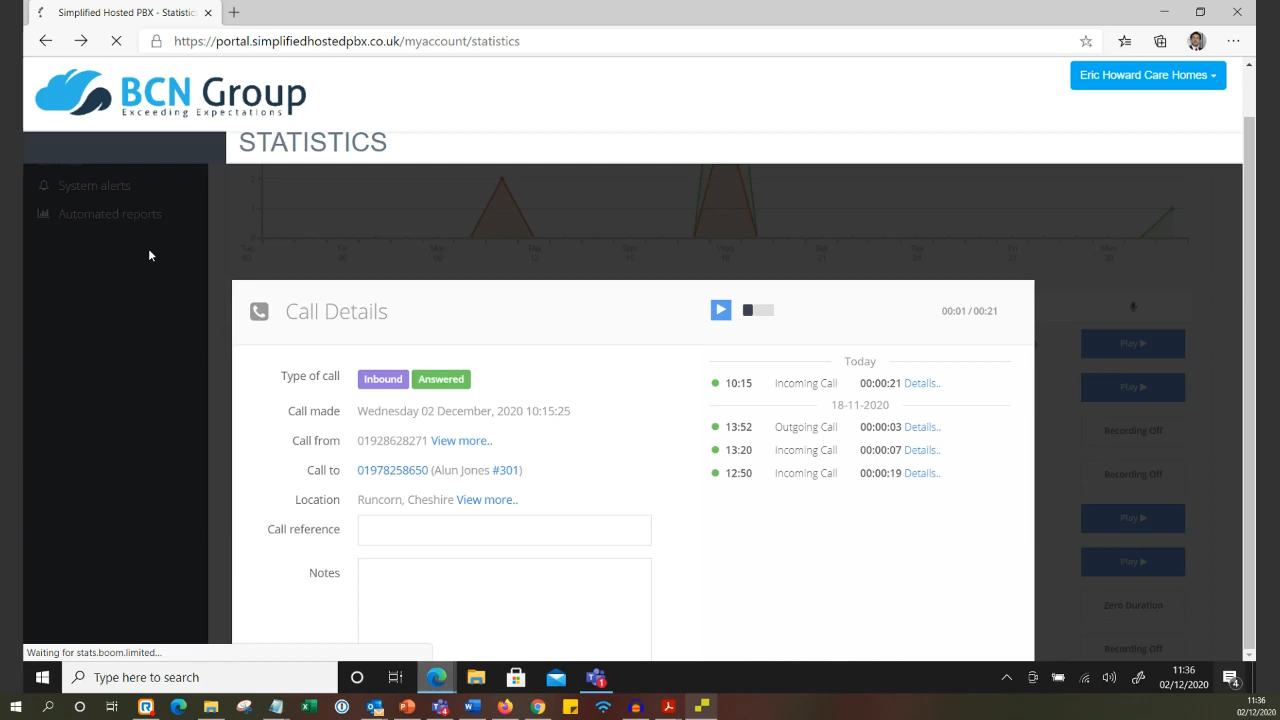 Simplified Hosted PBX - Statistic
https://portal.simplifiedhostedpbx.co.uk/myaccount/statistics
BCN Group
Exceeding Expectations
Eric Howard Care Homes
STATISTICS
System alerts
Automated reports
2
1
0
Call Details
00:01 / 00:21
Type of call
Inbound
Answered
Call made
Wednesday 02 December, 2020 10:15:25
Call from
01928628271 View more..
Call to
01978258650 (Alun Jones #301)
Location
Runcorn, Cheshire View more..
Call reference
Notes
Today
10:15 Incoming Call 00:00:21 Details..
18-11-2020
13:52 Outgoing Call 00:00:03 Details..
13:20 Incoming Call 00:00:07 Details..
12:50 Incoming Call 00:00:19 Details..
Play
Play
Recording Off
Recording Off
Play
Play
Zero Duration
Recording Off
Waiting for stats.boom.limited...
Type here to search
11:36
02/12/2020
4
11:36
02/12/2020